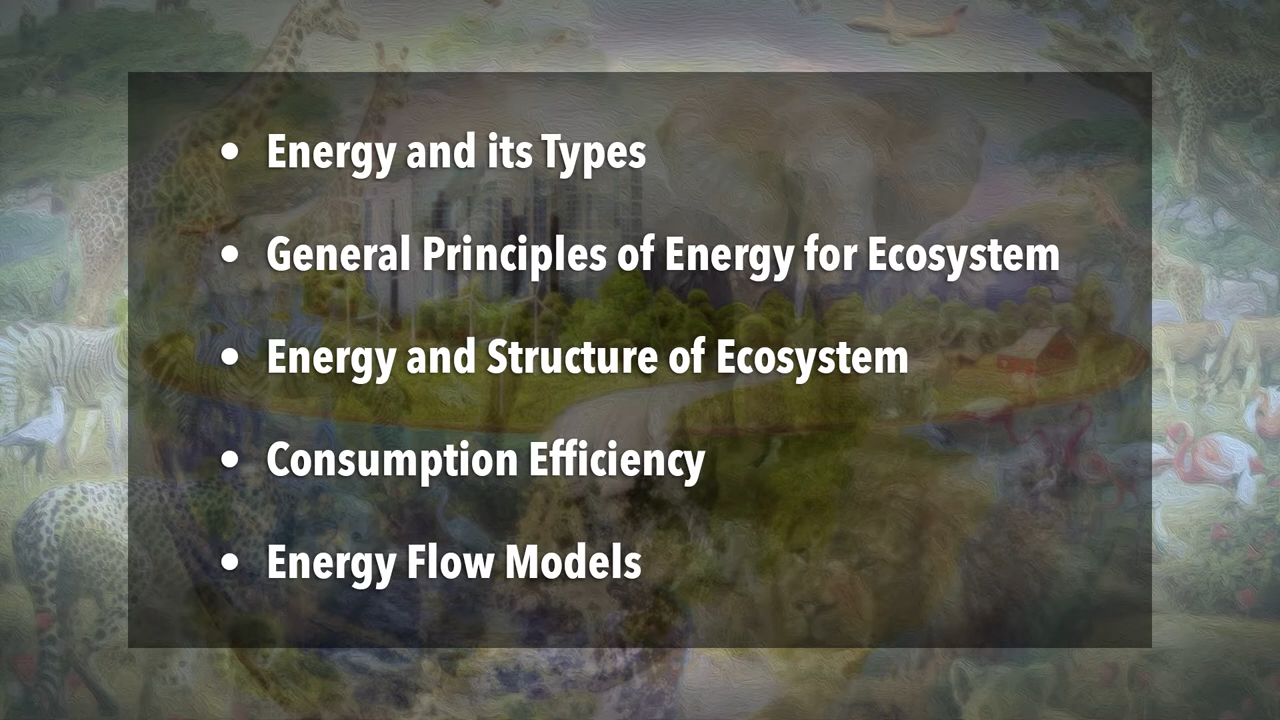 • Energy and its Types
• General Principles of Energy for Ecosystem
• Energy and Structure of Ecosystem
• Consumption Efficiency
• Energy Flow Models